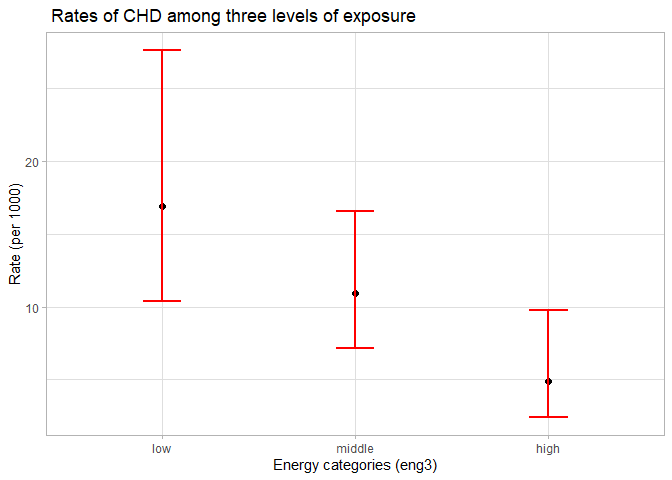 Rates of CHD among three levels of exposure
Rate (per 1000)
20
10
low middle high
Energy categories (eng3)